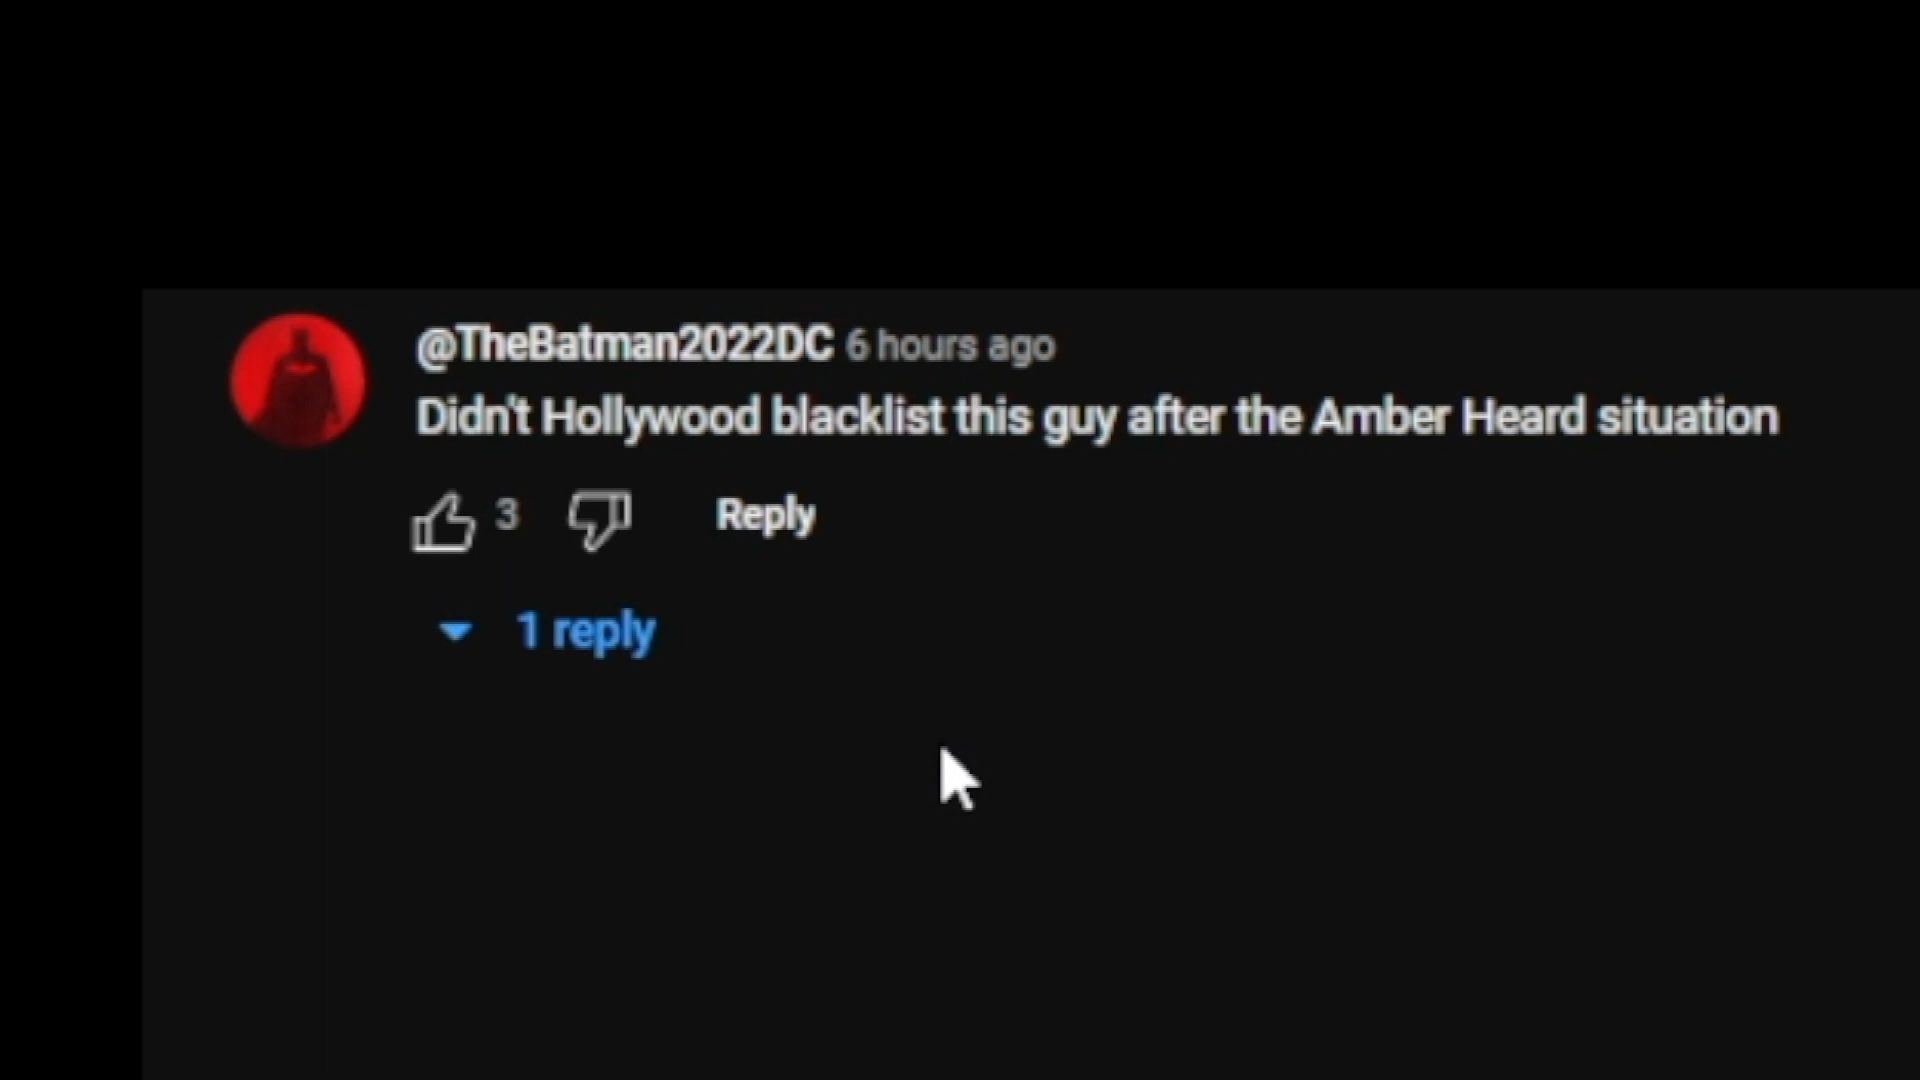 @TheBatman2022DC 6 hours ago
Didn't Hollywood blacklist this guy after the Amber Heard situation
3 Reply
1 reply